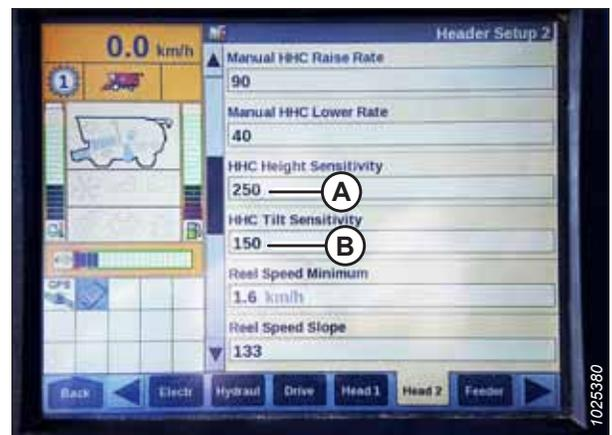 0.0 km/h
Header Setup 2
1
Manual HHC Raise Rate
90
Manual HHC Lower Rate
40
HHC Height Sensitivity
250
A
HHC Tilt Sensitivity
150
B
Reel Speed Minimum
1.6 km/h
Reel Speed Slope
133
GPS
Back
Electr
Hydraul
Drive
Head 1
Head 2
Feeder
1025380